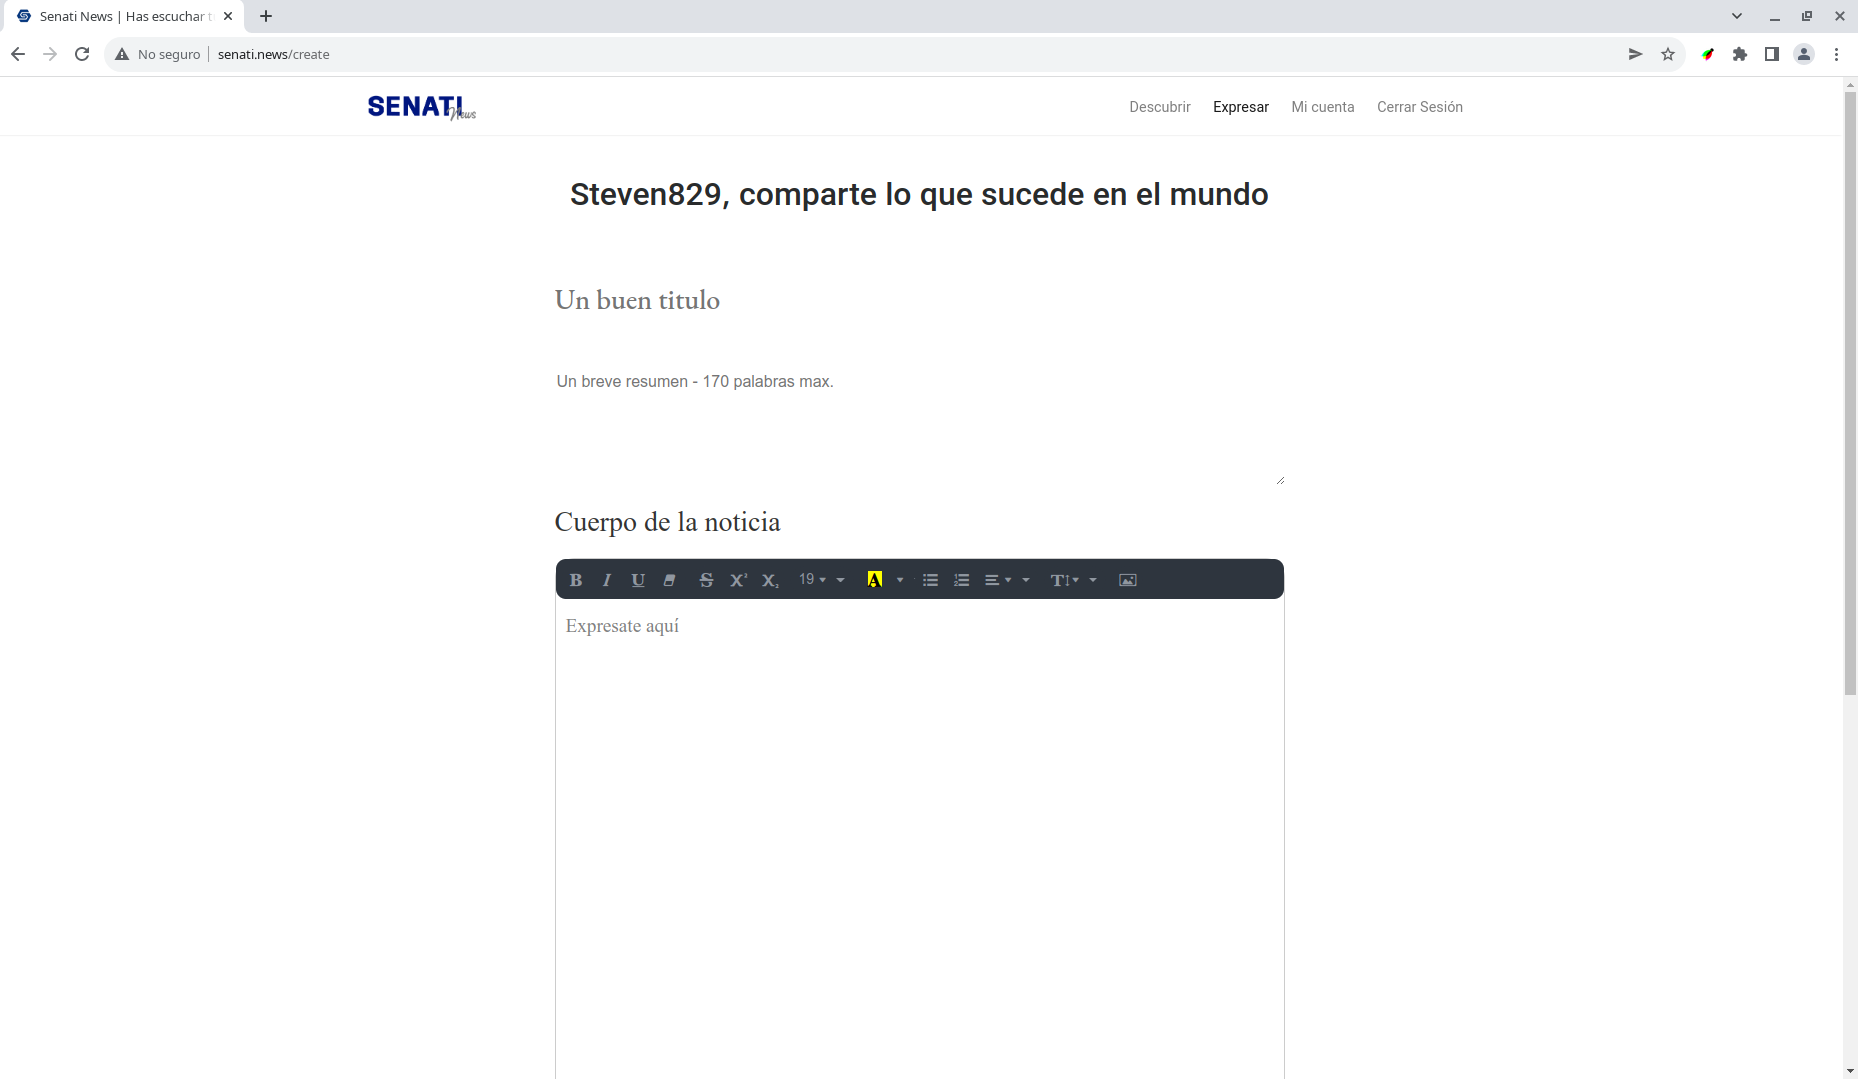 Senati News | Has escuchar t
No seguro | senati.news/create
SENATI News
Descubrir Expresar Mi cuenta Cerrar Sesión
Steven829, comparte lo que sucede en el mundo
Un buen titulo
Un breve resumen - 170 palabras max.
Cuerpo de la noticia
B I U S X² X₂ 19 A T
Expresate aquí